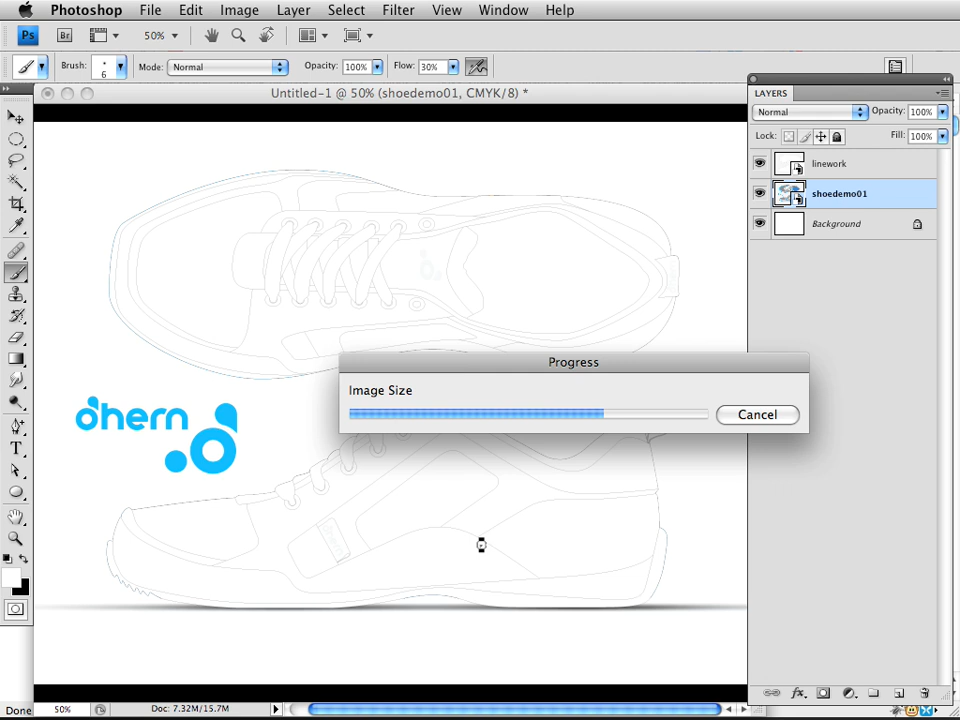 Photoshop File Edit Image Layer Select Filter View Window Help
Ps Br 50%
Brush: 6 Mode: Normal Opacity: 100% Flow: 30%
Untitled-1 @ 50% (shoedemo01, CMYK/8) *
LAYERS
Normal Opacity: 100%
Lock: Fill: 100%
linework
shoedemo01
Background
Progress
Image Size
Cancel
ohern
T
Done 50% Doc: 7.32M/15.7M
fx